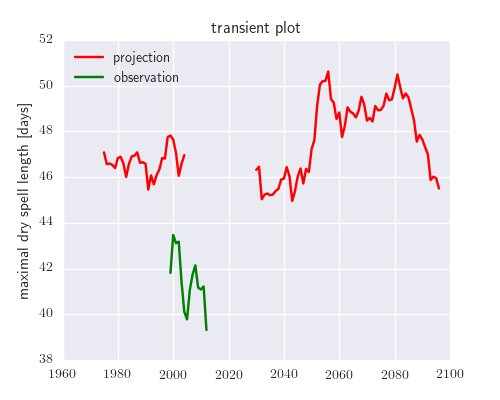 transient plot
52
50
48
46
44
42
40
38
maximal dry spell length [days]
projection
observation
1960 1980 2000 2020 2040 2060 2080 2100